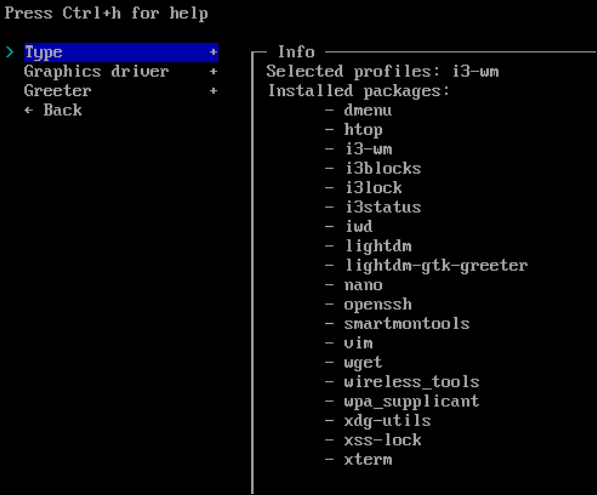 Press Ctrl+h for help
> Type +
Graphics driver +
Greeter +
← Back
Info
Selected profiles: i3-wm
Installed packages:
- dmenu
- htop
- i3-wm
- i3blocks
- i3lock
- i3status
- iwd
- lightdm
- lightdm-gtk-greeter
- nano
- openssh
- smartmontools
- vim
- wget
- wireless_tools
- wpa_supplicant
- xdg-utils
- xss-lock
- xterm